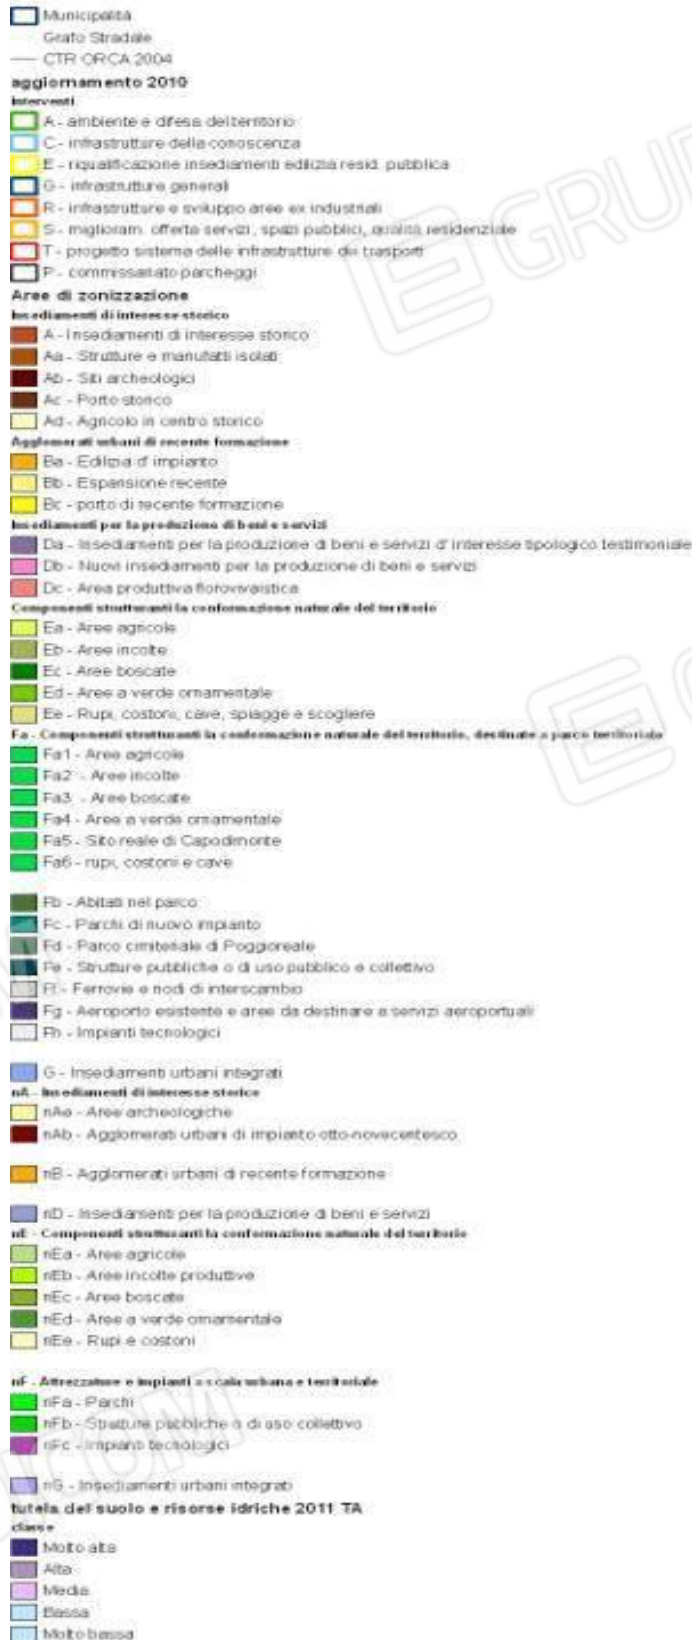 Municipalità
Grafo Stradale
CTR ORCA 2004
aggiornamento 2010
interventi
A - ambiente e difesa del territorio
C - infrastrutture della conoscenza
E - riqualificazione insediamenti edilizia resid. pubblica
G - infrastrutture generali
R - infrastrutture e sviluppo aree ex industriali
S - miglioram. offerta servizi, spazi pubblici, qualità residenziale
T - progetto sistema delle infrastrutture dei trasporti
P - commissariato parcheggi
Aree di zonizzazione
Insediamenti di interesse storico
A - Insediamenti di interesse storico
Aa - Strutture e manufatti isolati
Ab - Siti archeologici
Ac - Porto storico
Ad - Agricolo in centro storico
Agglomerati urbani di recente formazione
Ba - Edilizia d' impianto
Bb - Espansione recente
Bc - porto di recente formazione
Insediamenti per la produzione di beni e servizi
Da - Insediamenti per la produzione di beni e servizi d' interesse tipologico testimoniale
Db - Nuovi insediamenti per la produzione di beni e servizi
Dc - Area produttiva florovivaistica
Componenti strutturanti la conformazione naturale del territorio
Ea - Aree agricole
Eb - Aree incolte
Ec - Aree boscate
Ed - Aree a verde ornamentale
Ee - Rupi, costoni, cave, spiagge e scogliere
Fa - Componenti strutturanti la conformazione naturale del territorio, destinate a parco territoriale
Fa1 - Aree agricole
Fa2 - Aree incolte
Fa3 - Aree boscate
Fa4 - Aree a verde ornamentale
Fa5 - Sito reale di Capodimonte
Fa6 - rupi, costoni e cave
Fb - Abitati nel parco
Fc - Parchi di nuovo impianto
Fd - Parco cimiteriale di Poggioreale
Fe - Strutture pubbliche o di uso pubblico e collettivo
Ff - Ferrovie e nodi di interscambio
Fg - Aeroporto esistente e aree da destinare a servizi aeroportuali
Fh - Impianti tecnologici
G - Insediamenti urbani integrati
nA - Insediamenti di interesse storico
nAa - Aree archeologiche
nAb - Agglomerati urbani di impianto otto-novecentesco
nB - Agglomerati urbani di recente formazione
nD - Insediamenti per la produzione di beni e servizi
nE - Componenti strutturanti la conformazione naturale del territorio
nEa - Aree agricole
nEb - Aree incolte produttive
nEc - Aree boscate
nEd - Aree a verde ornamentale
nEe - Rupi e costoni
nF - Attrezzature e impianti a scala urbana e territoriale
nFa - Parchi
nFb - Strutture pubbliche o di uso collettivo
nFc - Impianti tecnologici
nG - Insediamenti urbani integrati
tutela del suolo e risorse idriche 2011 TA
classe
Molto alta
Alta
Media
Bassa
Molto bassa